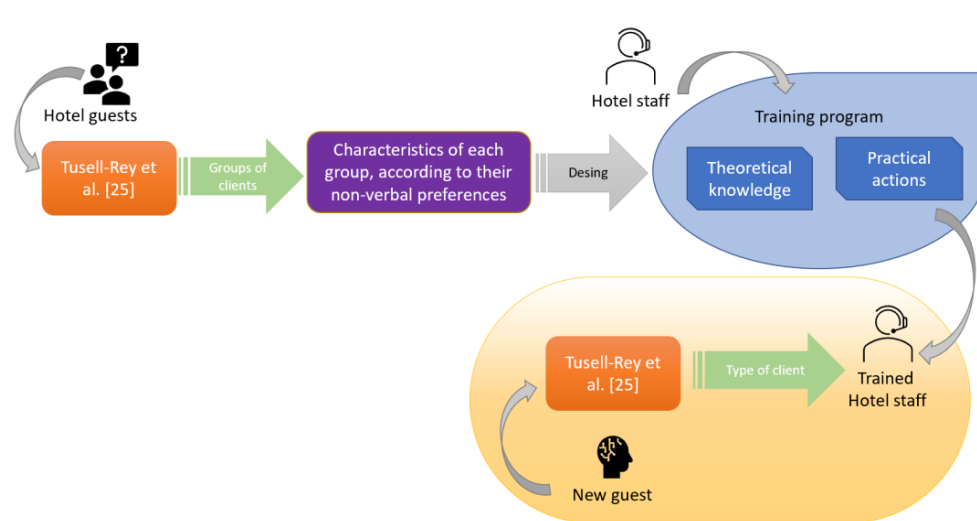 ?
Hotel guests
Tusell-Rey et
al. [25]
Groups of
clients
Characteristics of each
group, according to their
non-verbal preferences
Desing
Hotel staff
Training program
Theoretical
knowledge
Practical
actions
Tusell-Rey et
al. [25]
Type of client
Trained
Hotel staff
New guest